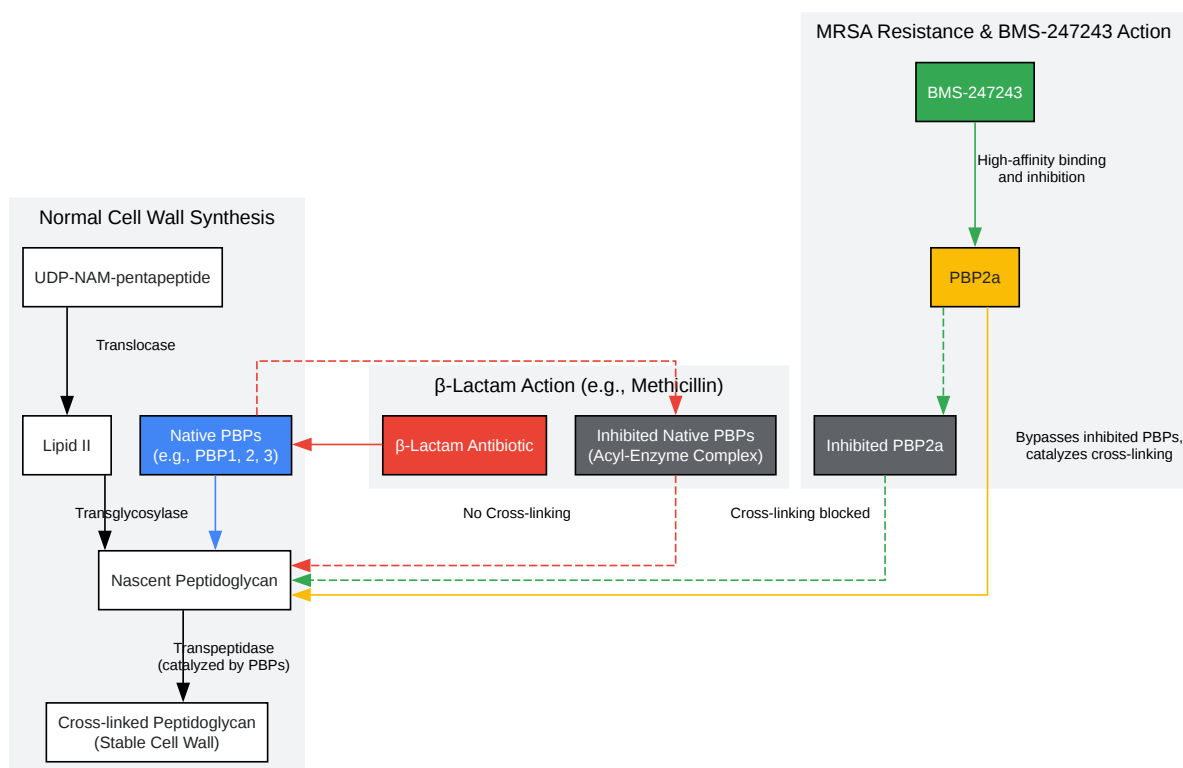 MRSA Resistance & BMS-247243 Action
BMS-247243
High-affinity binding
and inhibition
Normal Cell Wall Synthesis
UDP-NAM-pentapeptide
PBP2a
Translocase
β-Lactam Action (e.g., Methicillin)
Lipid II
Native PBPs
(e.g., PBP1, 2, 3)
β-Lactam Antibiotic
Inhibited Native PBPs
(Acyl-Enzyme Complex)
Inhibited PBP2a
Bypasses inhibited PBPs,
catalyzes cross-linking
Transglycosylase
No Cross-linking
Cross-linking blocked
Nascent Peptidoglycan
Transpeptidase
(catalyzed by PBPs)
Cross-linked Peptidoglycan
(Stable Cell Wall)